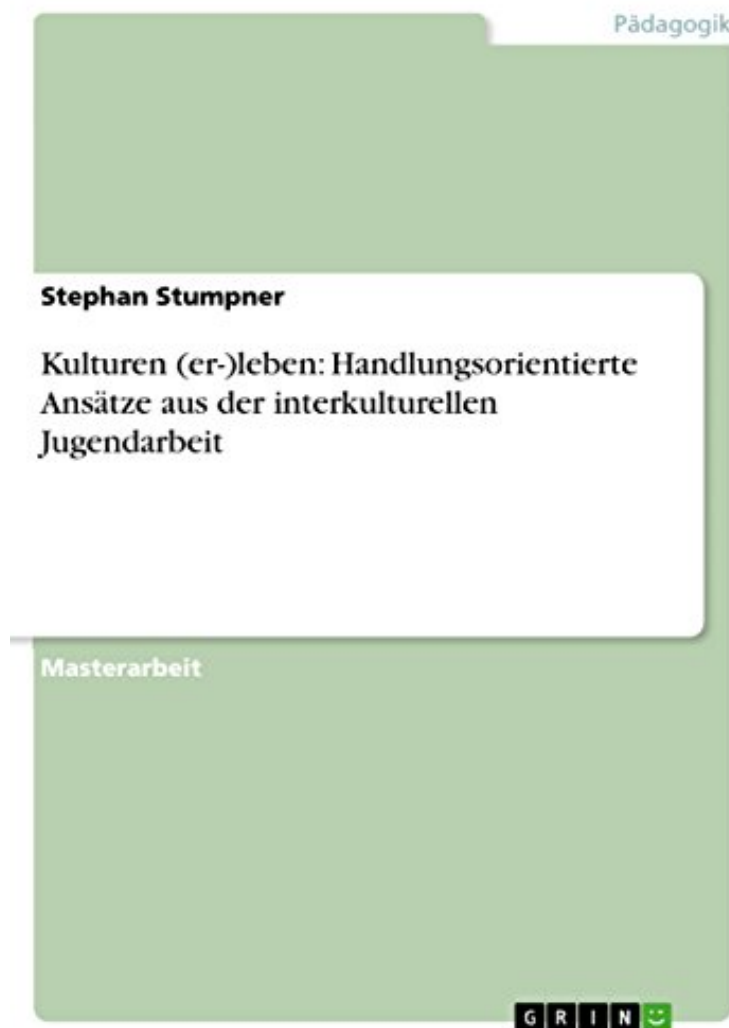 Pädagogik
Stephan Stumpner
Kulturen (er-)leben: Handlungsorientierte
Ansätze aus der interkulturellen
Jugendarbeit
Masterarbeit
GRIN